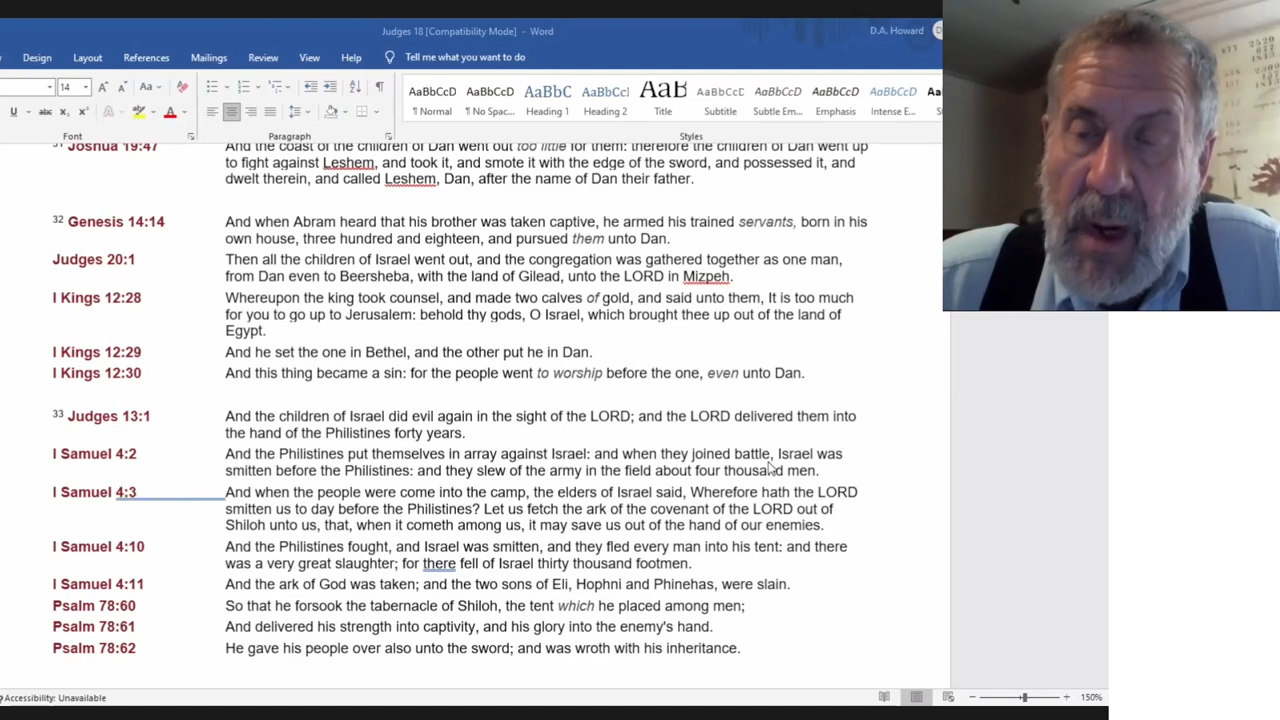 Judges 18 [Compatibility Mode] - Word
D.A. Howard
Design Layout References Mailings Review View Help Tell me what you want to do
14 Aa
AaBbCcD AaBbCcD AaBbC AaBbCc AaB AaBbCcD AaBbCcD AaBbCcD AaBbCcD
¶ Normal ¶ No Spac... Heading 1 Heading 2 Title Subtitle Subtle Em... Emphasis Intense E...
Font Paragraph Styles
31 Joshua 19:47 And the coast of the children of Dan went out too little for them: therefore the children of Dan went up
to fight against Leshem, and took it, and smote it with the edge of the sword, and possessed it, and
dwelt therein, and called Leshem, Dan, after the name of Dan their father.
32 Genesis 14:14 And when Abram heard that his brother was taken captive, he armed his trained servants, born in his
own house, three hundred and eighteen, and pursued them unto Dan.
Judges 20:1 Then all the children of Israel went out, and the congregation was gathered together as one man,
from Dan even to Beersheba, with the land of Gilead, unto the LORD in Mizpeh.
I Kings 12:28 Whereupon the king took counsel, and made two calves of gold, and said unto them, It is too much
for you to go up to Jerusalem: behold thy gods, O Israel, which brought thee up out of the land of
Egypt.
I Kings 12:29 And he set the one in Bethel, and the other put he in Dan.
I Kings 12:30 And this thing became a sin: for the people went to worship before the one, even unto Dan.
33 Judges 13:1 And the children of Israel did evil again in the sight of the LORD; and the LORD delivered them into
the hand of the Philistines forty years.
I Samuel 4:2 And the Philistines put themselves in array against Israel: and when they joined battle, Israel was
smitten before the Philistines: and they slew of the army in the field about four thousand men.
I Samuel 4:3 And when the people were come into the camp, the elders of Israel said, Wherefore hath the LORD
smitten us to day before the Philistines? Let us fetch the ark of the covenant of the LORD out of
Shiloh unto us, that, when it cometh among us, it may save us out of the hand of our enemies.
I Samuel 4:10 And the Philistines fought, and Israel was smitten, and they fled every man into his tent: and there
was a very great slaughter; for there fell of Israel thirty thousand footmen.
I Samuel 4:11 And the ark of God was taken; and the two sons of Eli, Hophni and Phinehas, were slain.
Psalm 78:60 So that he forsook the tabernacle of Shiloh, the tent which he placed among men;
Psalm 78:61 And delivered his strength into captivity, and his glory into the enemy's hand.
Psalm 78:62 He gave his people over also unto the sword; and was wroth with his inheritance.
Accessibility: Unavailable
150%